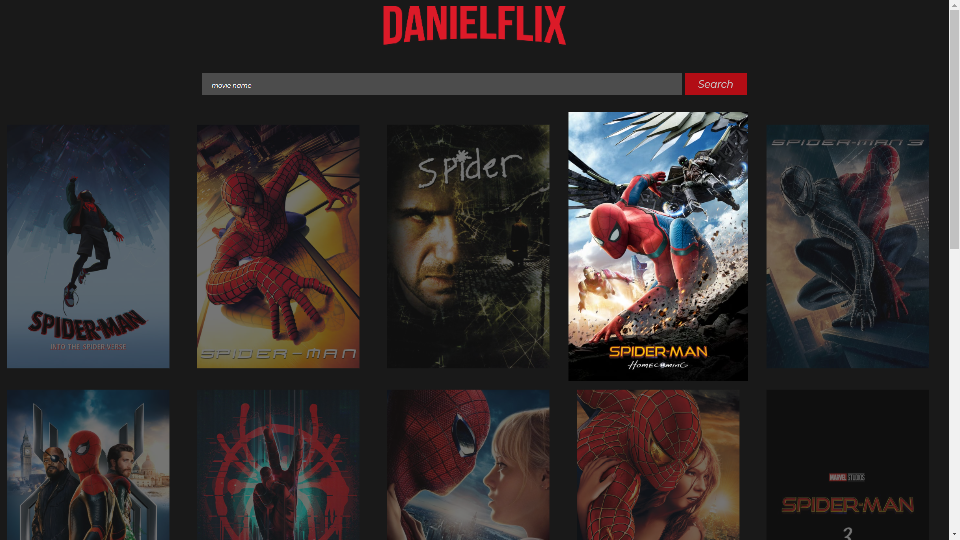 DANIELFLIX
movie name
Search
SPIDER-MAN
INTO THE SPIDER-VERSE
SPIDER-MAN
spider
SPIDER-MAN
HOMECOMING
SPIDER-MAN 3
MARVEL STUDIOS
SPIDER-MAN
3